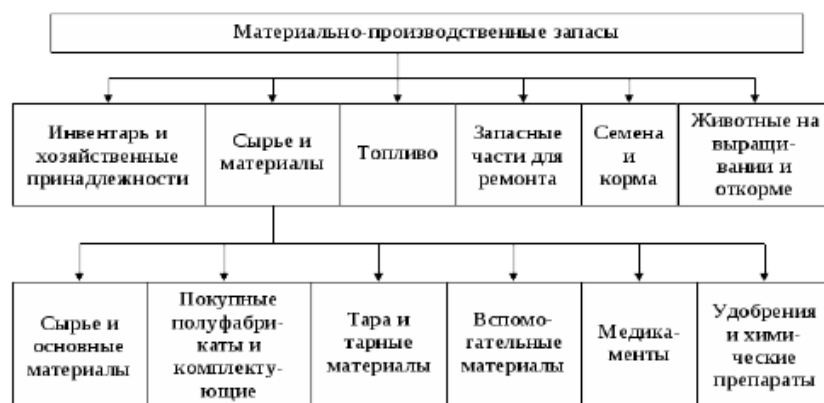 Материально-производственные запасы
Инвентарь и
хозяйственные
принадлежности
Сырье и
материалы
Топливо
Запасные
части для
ремонта
Семена
и
корма
Животные на
выращи-
вании и
откорме
Сырье и
основные
материалы
Покупные
полуфабри-
каты и
комплекту-
ющие
Тара и
тарные
материалы
Вспомо-
гательные
материалы
Медика-
менты
Удобрения
и хими-
ческие
препараты